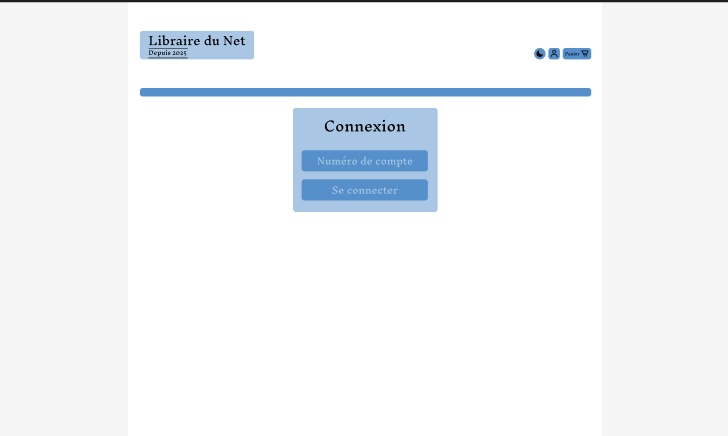 Libraire du Net
Depuis 2025
Panier
Connexion
Numéro de compte
Se connecter